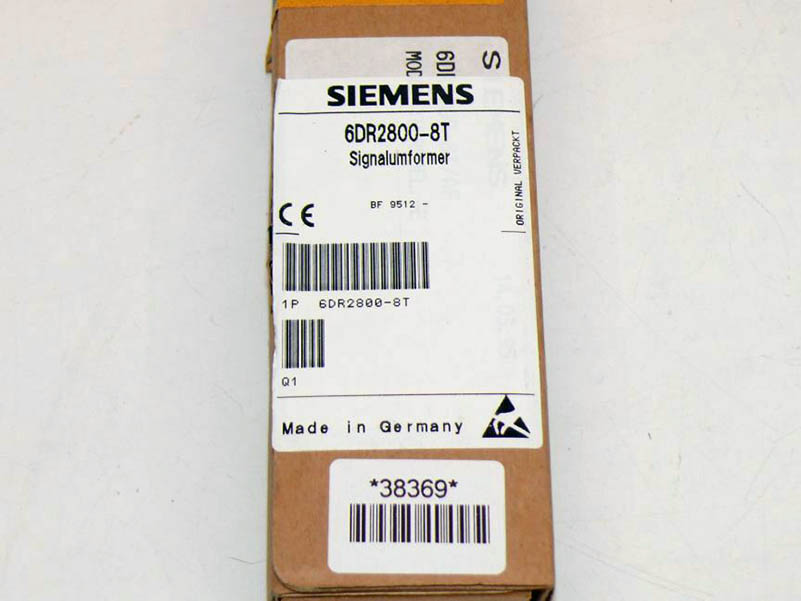 SIEMENS
6DR2800-8T
Signalumformer
ORIGINAL VERPACKT
BF 9512 -
CE
1P 6DR2800-8T
Q1
Made in Germany
*38369*